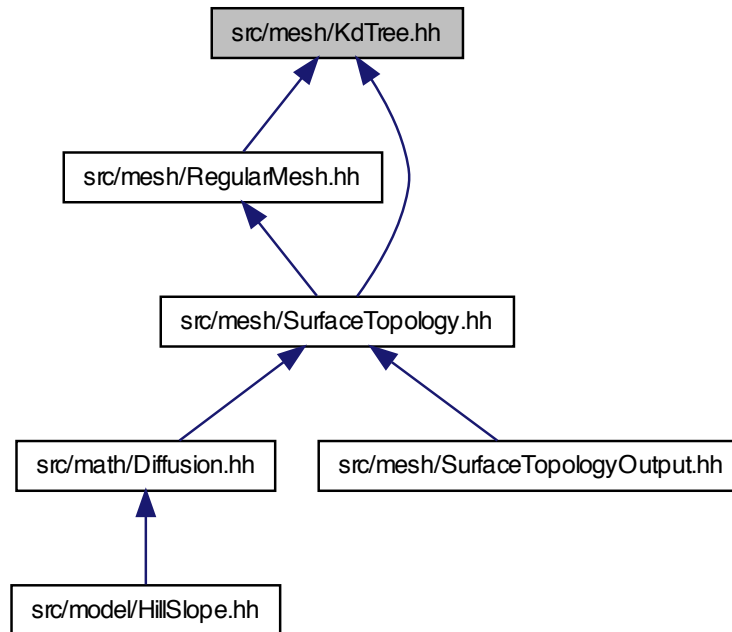 src/mesh/KdTree.hh
src/mesh/RegularMesh.hh
src/mesh/SurfaceTopology.hh
src/math/Diffusion.hh
src/mesh/SurfaceTopologyOutput.hh
src/model/HillSlope.hh